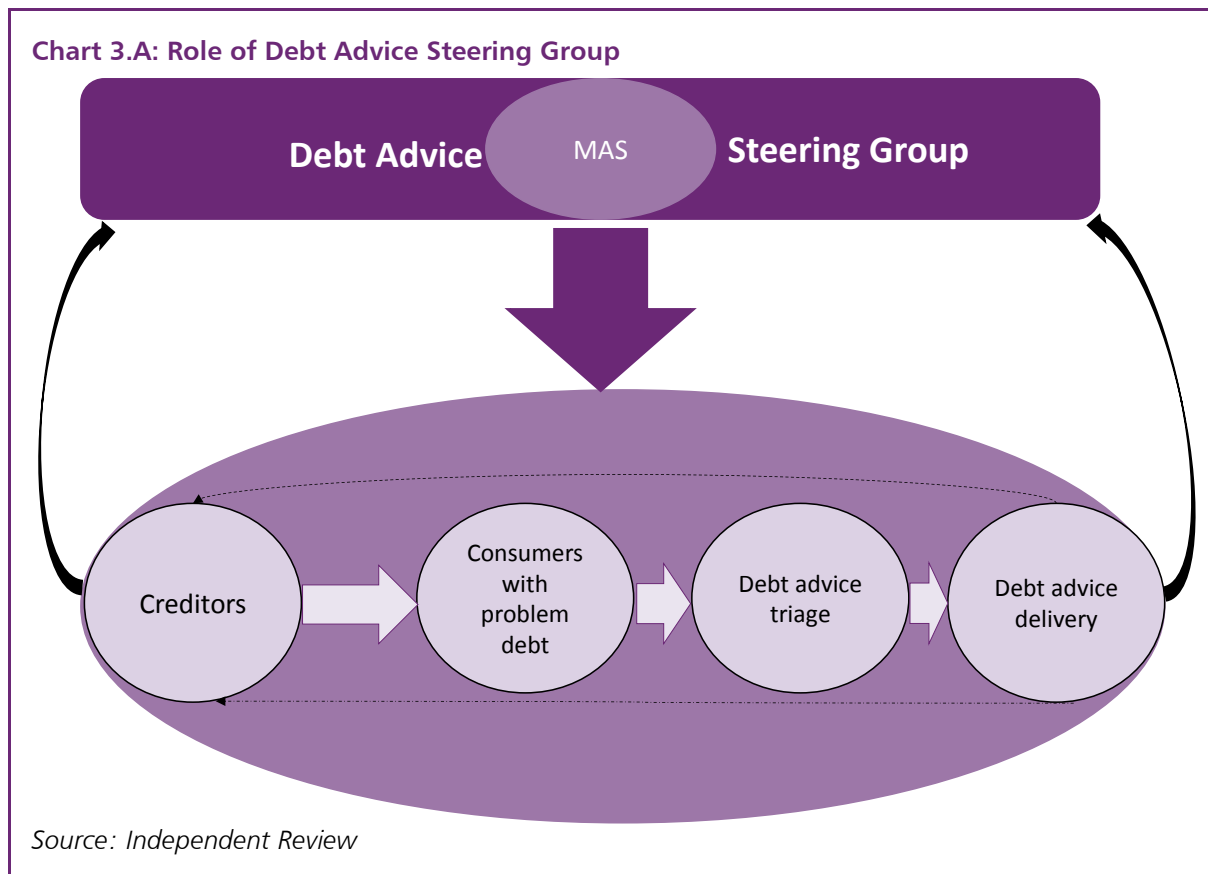 Chart 3.A: Role of Debt Advice Steering Group
Debt Advice MAS Steering Group
Creditors
Consumers
with
problem
debt
Debt advice
triage
Debt advice
delivery
Source: Independent Review